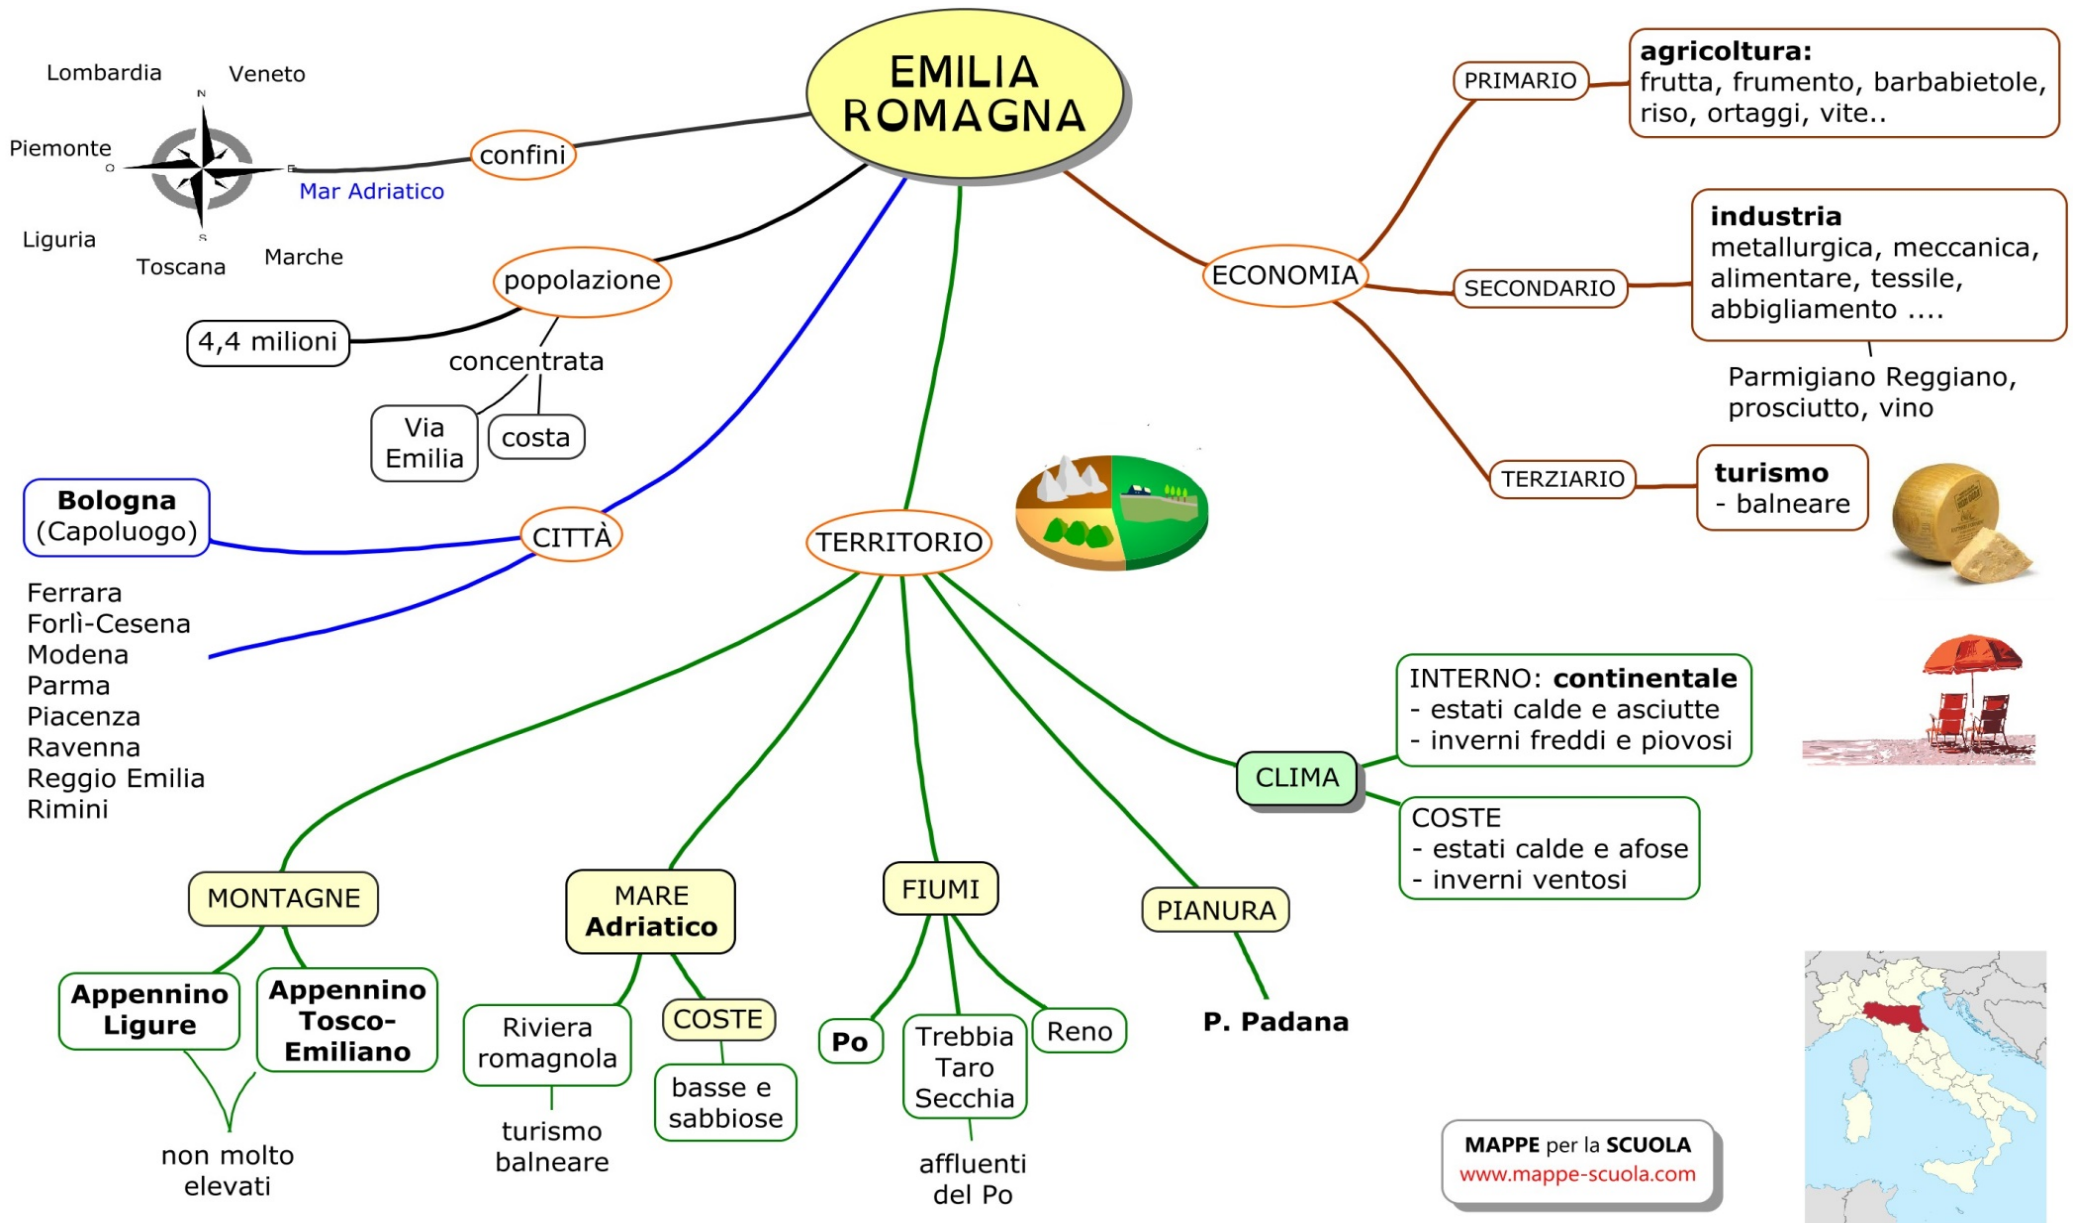 EMILIA
ROMAGNA
confini
Lombardia
Veneto
N
Piemonte
O
E
Mar Adriatico
Liguria
S
Toscana
Marche
popolazione
4,4 milioni
concentrata
Via
Emilia
costa
CITTÀ
Bologna
(Capoluogo)
Ferrara
Forlì-Cesena
Modena
Parma
Piacenza
Ravenna
Reggio Emilia
Rimini
TERRITORIO
MONTAGNE
Appennino
Ligure
Appennino
Tosco-
Emiliano
non molto
elevati
MARE
Adriatico
Riviera
romagnola
turismo
balneare
COSTE
basse e
sabbiose
FIUMI
Po
Trebbia
Taro
Secchia
affluenti
del Po
Reno
PIANURA
P. Padana
CLIMA
INTERNO: continentale
- estati calde e asciutte
- inverni freddi e piovosi
COSTE
- estati calde e afose
- inverni ventosi
ECONOMIA
PRIMARIO
agricoltura:
frutta, frumento, barbabietole,
riso, ortaggi, vite..
SECONDARIO
industria
metallurgica, meccanica,
alimentare, tessile,
abbigliamento ....
Parmigiano Reggiano,
prosciutto, vino
TERZIARIO
turismo
- balneare
MAPPE per la SCUOLA
www.mappe-scuola.com